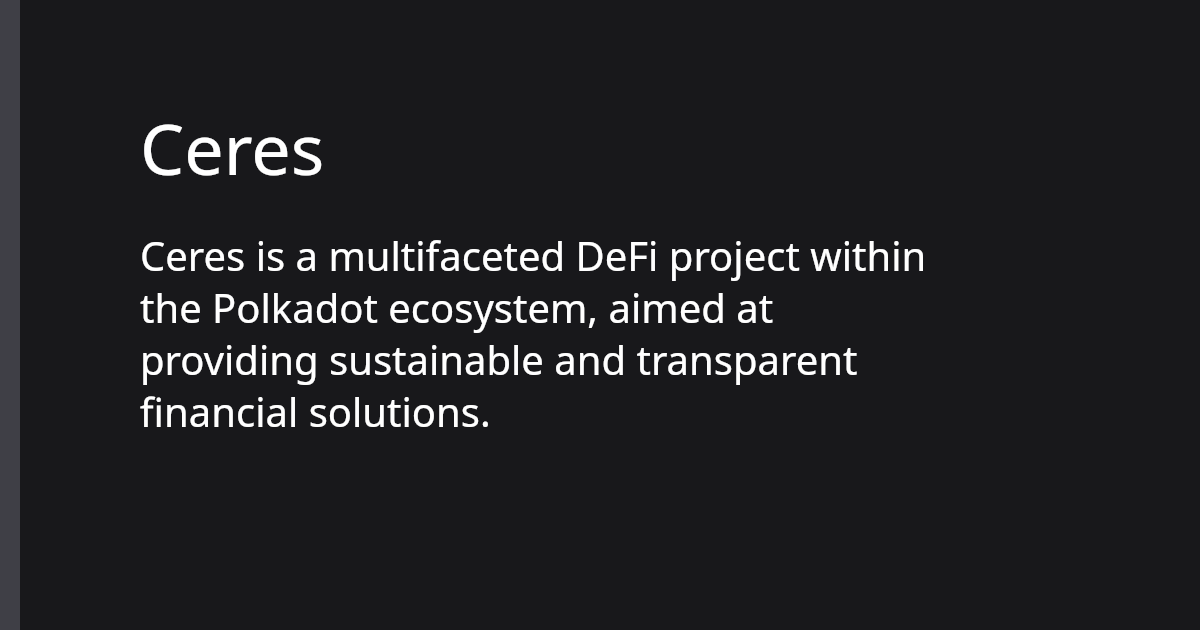 Ceres
Ceres is a multifaceted DeFi project within
the Polkadot ecosystem, aimed at
providing sustainable and transparent
financial solutions.